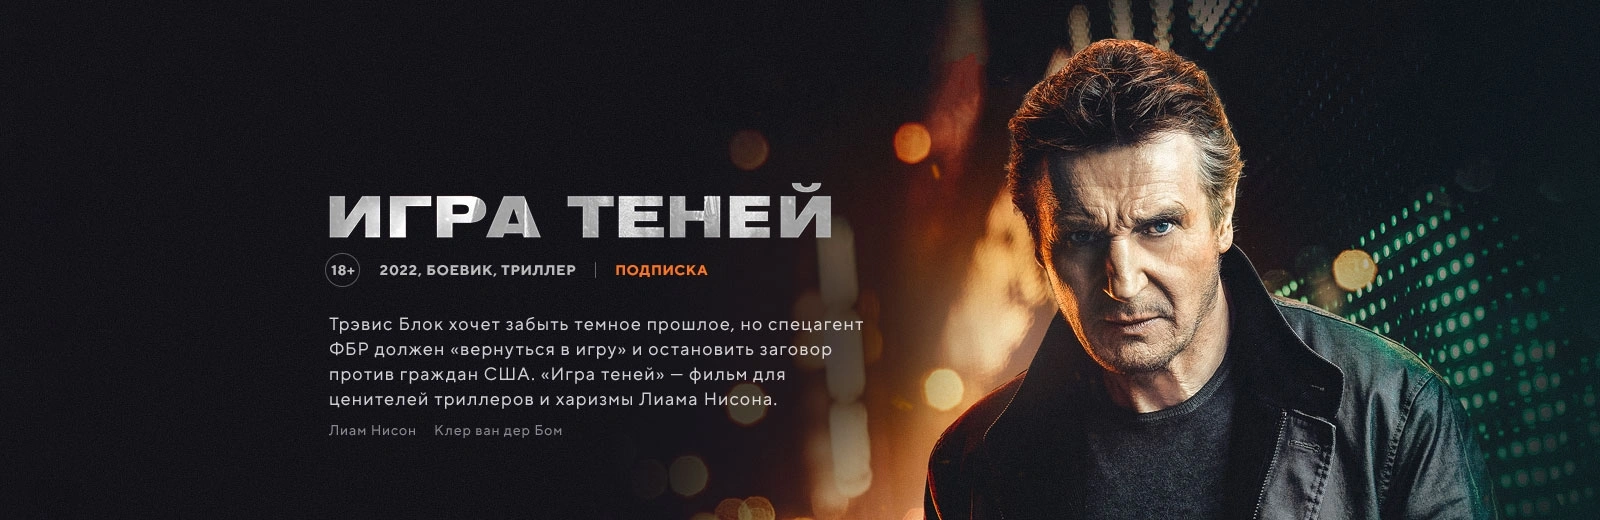 ИГРА ТЕНЕЙ
18+ 2022, БОЕВИК, ТРИЛЛЕР | ПОДПИСКА
Трэвис Блок хочет забыть темное прошлое, но спецагент
ФБР должен «вернуться в игру» и остановить заговор
против граждан США. «Игра теней» — фильм для
ценителей триллеров и харизмы Лиама Нисона.
Лиам Нисон Клер ван дер Бом